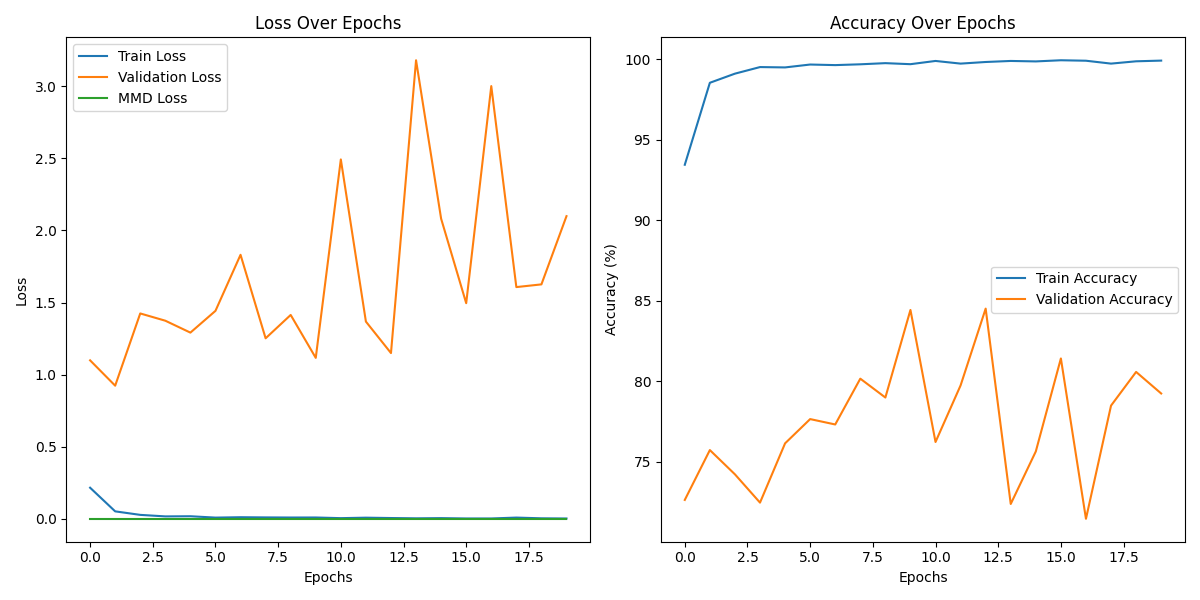 Loss Over Epochs
Train Loss
Validation Loss
MMD Loss
3.0
2.5
2.0
1.5
1.0
0.5
0.0
Loss
0.0 2.5 5.0 7.5 10.0 12.5 15.0 17.5
Epochs
Accuracy Over Epochs
100
95
90
85
80
75
Accuracy (%)
Train Accuracy
Validation Accuracy
0.0 2.5 5.0 7.5 10.0 12.5 15.0 17.5
Epochs